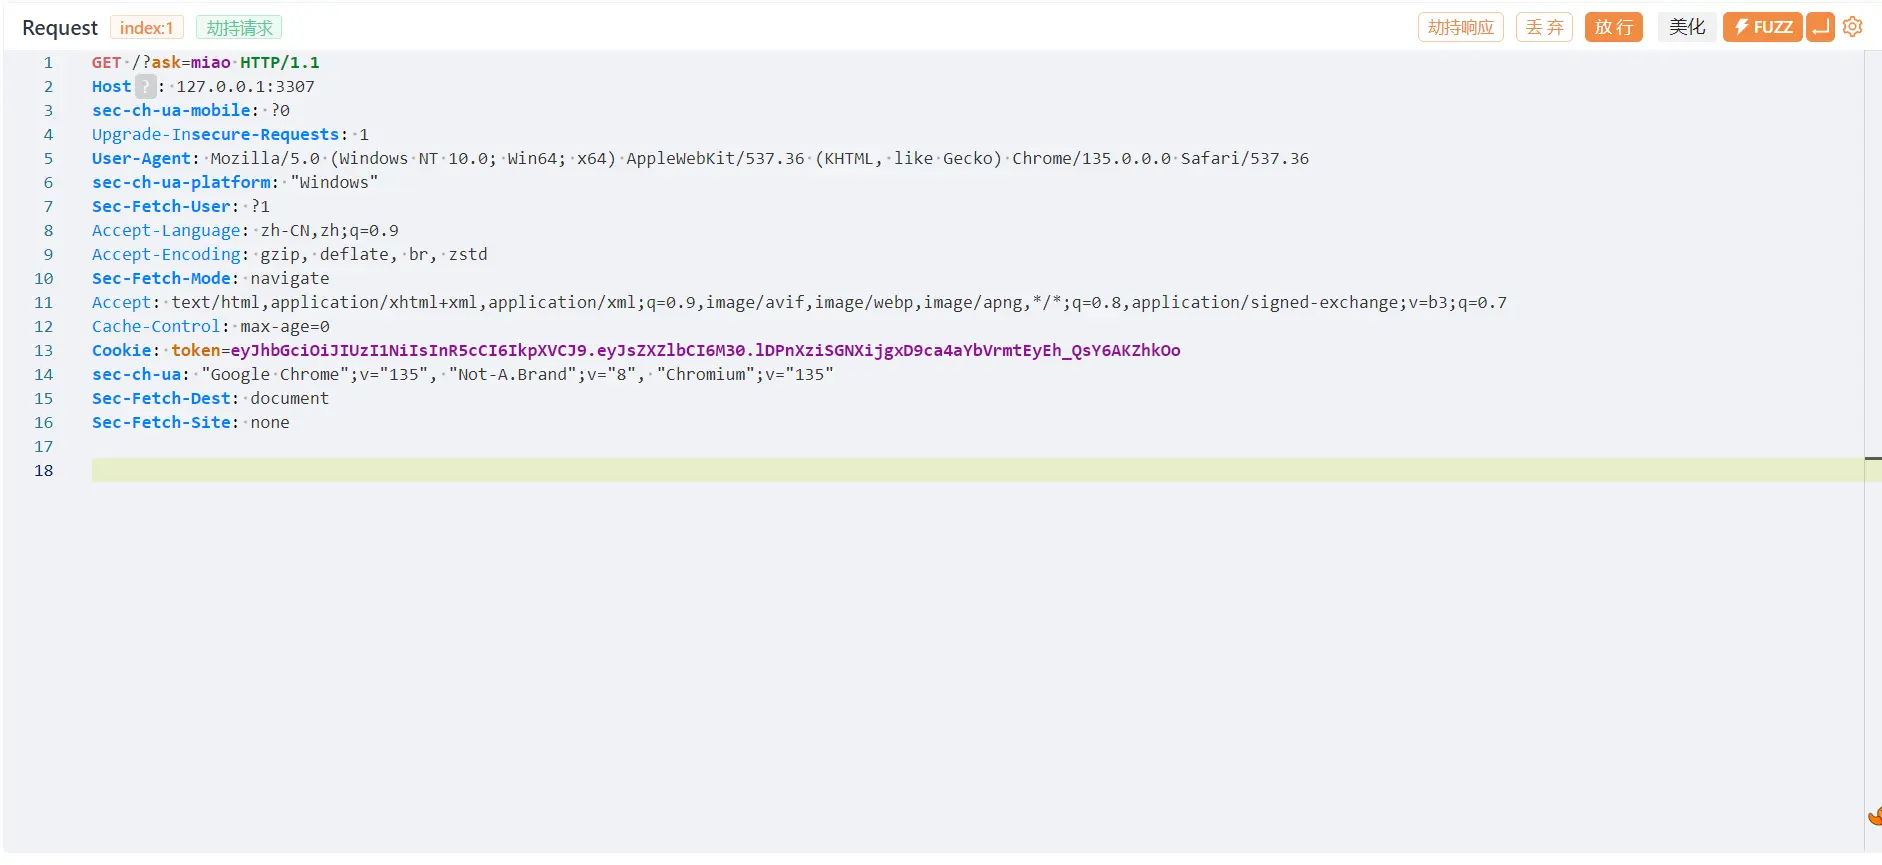 Request index:1 劫持请求 劫持响应 丢弃 放行 美化 FUZZ
1 GET /?ask=miao HTTP/1.1
2 Host ? : 127.0.0.1:3307
3 sec-ch-ua-mobile: ?0
4 Upgrade-Insecure-Requests: 1
5 User-Agent: Mozilla/5.0 (Windows NT 10.0; Win64; x64) AppleWebKit/537.36 (KHTML, like Gecko) Chrome/135.0.0.0 Safari/537.36
6 sec-ch-ua-platform: "Windows"
7 Sec-Fetch-User: ?1
8 Accept-Language: zh-CN,zh;q=0.9
9 Accept-Encoding: gzip, deflate, br, zstd
10 Sec-Fetch-Mode: navigate
11 Accept: text/html,application/xhtml+xml,application/xml;q=0.9,image/avif,image/webp,image/apng,*/*;q=0.8,application/signed-exchange;v=b3;q=0.7
12 Cache-Control: max-age=0
13 Cookie: token=eyJhbGciOiJIUzI1NiIsInR5cCI6IkpXVCJ9.eyJsZXZlbCI6M30.lDPnXziSGNXijgxD9ca4aYbVrmtEyEh_QsY6AKZhkOo
14 sec-ch-ua: "Google Chrome";v="135", "Not-A.Brand";v="8", "Chromium";v="135"
15 Sec-Fetch-Dest: document
16 Sec-Fetch-Site: none
17
18